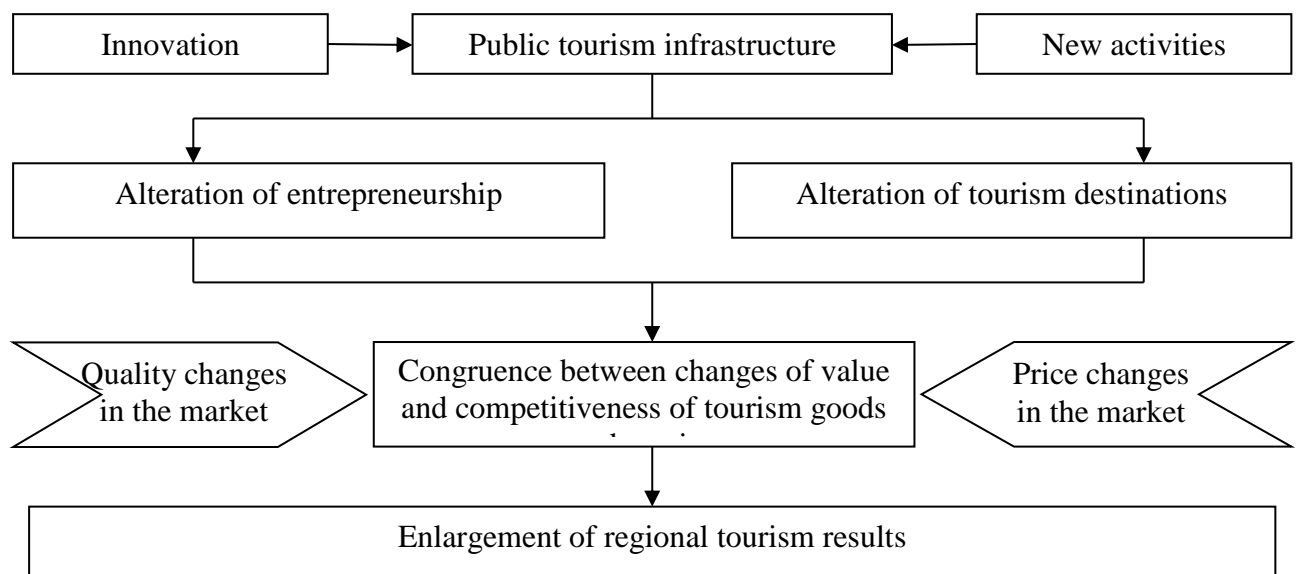 Innovation
Public tourism infrastructure
New activities
Alteration of entrepreneurship
Alteration of tourism destinations
Quality changes
in the market
Congruence between changes of value
and competitiveness of tourism goods
Price changes
in the market
Enlargement of regional tourism results